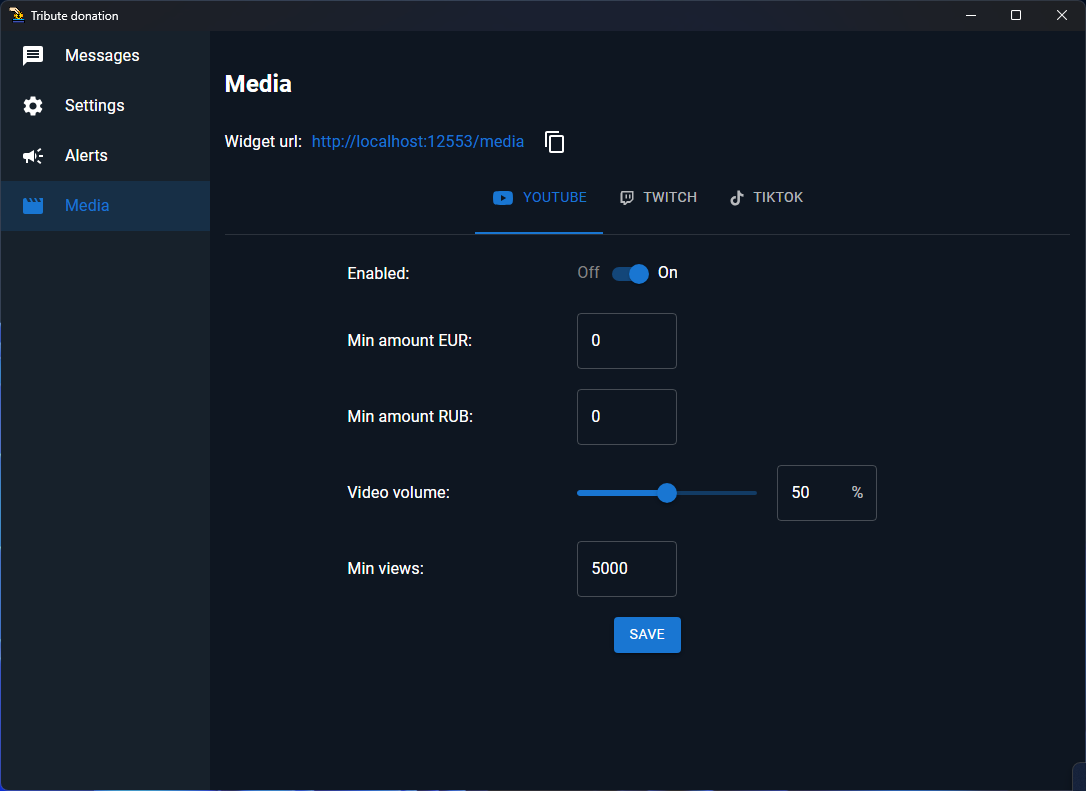 Tribute donation
Messages
Settings
Alerts
Media
Media
Widget url: http://localhost:12553/media
YOUTUBE TWITCH TIKTOK
Enabled: Off On
Min amount EUR: 0
Min amount RUB: 0
Video volume: 50 %
Min views: 5000
SAVE